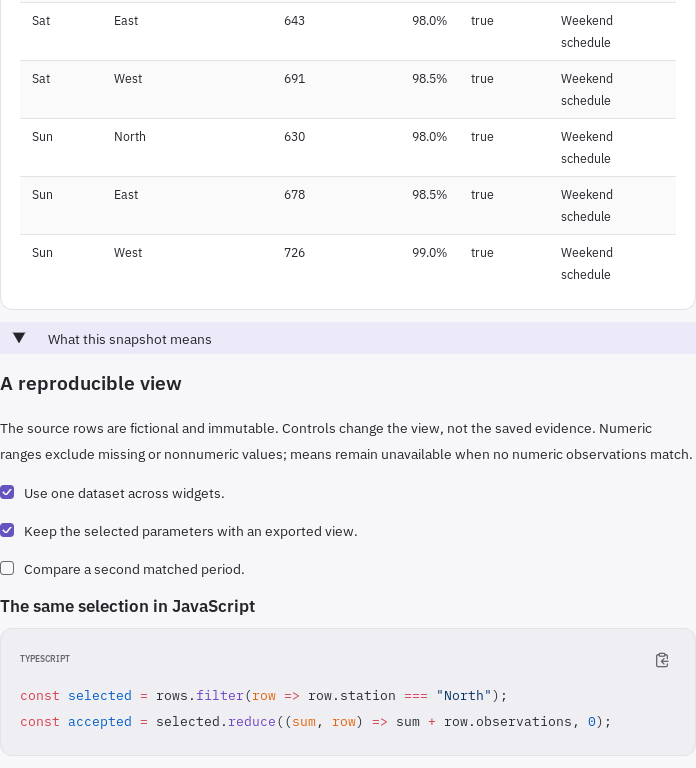 Sat East 643 98.0% true Weekend
schedule
Sat West 691 98.5% true Weekend
schedule
Sun North 630 98.0% true Weekend
schedule
Sun East 678 98.5% true Weekend
schedule
Sun West 726 99.0% true Weekend
schedule
What this snapshot means
A reproducible view
The source rows are fictional and immutable. Controls change the view, not the saved evidence. Numeric
ranges exclude missing or nonnumeric values; means remain unavailable when no numeric observations match.
Use one dataset across widgets.
Keep the selected parameters with an exported view.
Compare a second matched period.
The same selection in JavaScript
TYPESCRIPT
const selected = rows.filter(row => row.station === "North");
const accepted = selected.reduce((sum, row) => sum + row.observations, 0);